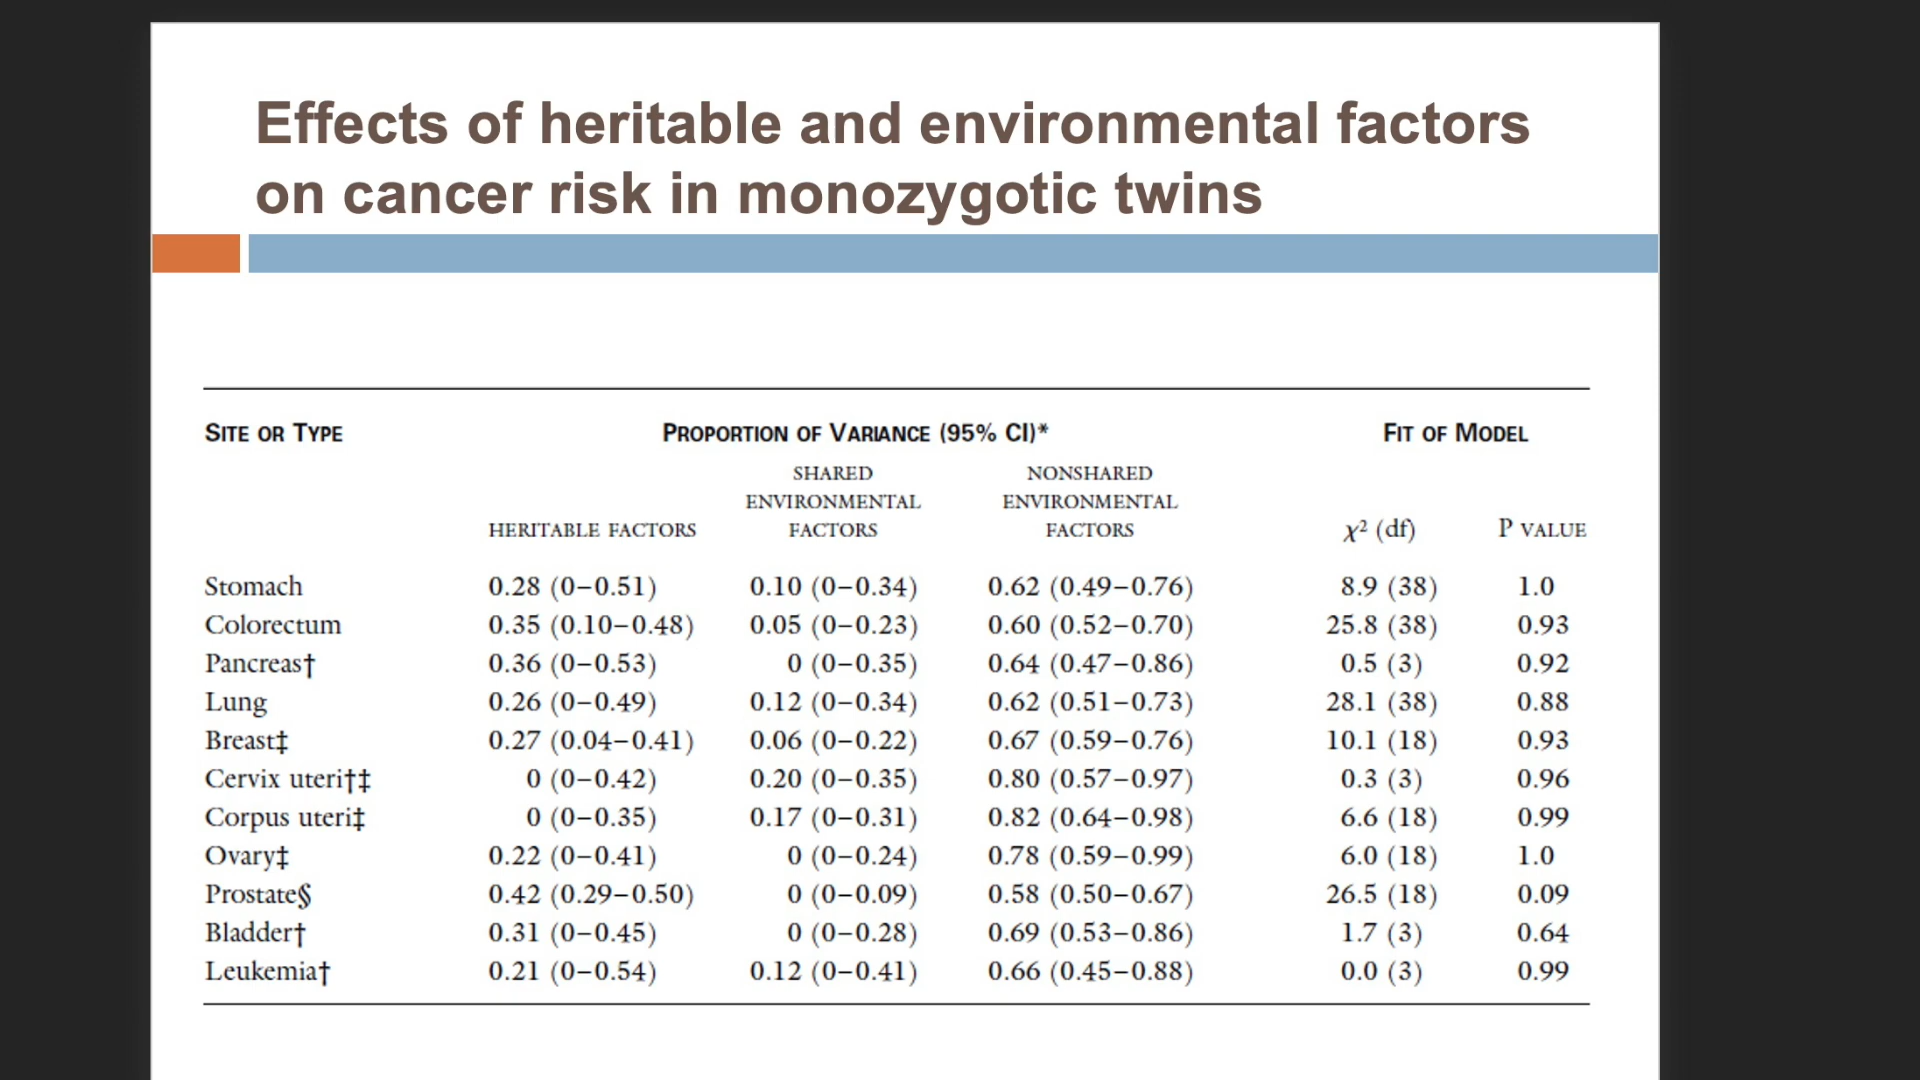 Effects of heritable and environmental factors
on cancer risk in monozygotic twins
SITE OR TYPE PROPORTION OF VARIANCE (95% CI)* FIT OF MODEL
SHARED NONSHARED
ENVIRONMENTAL ENVIRONMENTAL
HERITABLE FACTORS FACTORS FACTORS χ² (df) P VALUE
Stomach 0.28 (0–0.51) 0.10 (0–0.34) 0.62 (0.49–0.76) 8.9 (38) 1.0
Colorectum 0.35 (0.10–0.48) 0.05 (0–0.23) 0.60 (0.52–0.70) 25.8 (38) 0.93
Pancreas† 0.36 (0–0.53) 0 (0–0.35) 0.64 (0.47–0.86) 0.5 (3) 0.92
Lung 0.26 (0–0.49) 0.12 (0–0.34) 0.62 (0.51–0.73) 28.1 (38) 0.88
Breast‡ 0.27 (0.04–0.41) 0.06 (0–0.22) 0.67 (0.59–0.76) 10.1 (18) 0.93
Cervix uteri†‡ 0 (0–0.42) 0.20 (0–0.35) 0.80 (0.57–0.97) 0.3 (3) 0.96
Corpus uteri‡ 0 (0–0.35) 0.17 (0–0.31) 0.82 (0.64–0.98) 6.6 (18) 0.99
Ovary‡ 0.22 (0–0.41) 0 (0–0.24) 0.78 (0.59–0.99) 6.0 (18) 1.0
Prostate§ 0.42 (0.29–0.50) 0 (0–0.09) 0.58 (0.50–0.67) 26.5 (18) 0.09
Bladder† 0.31 (0–0.45) 0 (0–0.28) 0.69 (0.53–0.86) 1.7 (3) 0.64
Leukemia† 0.21 (0–0.54) 0.12 (0–0.41) 0.66 (0.45–0.88) 0.0 (3) 0.99